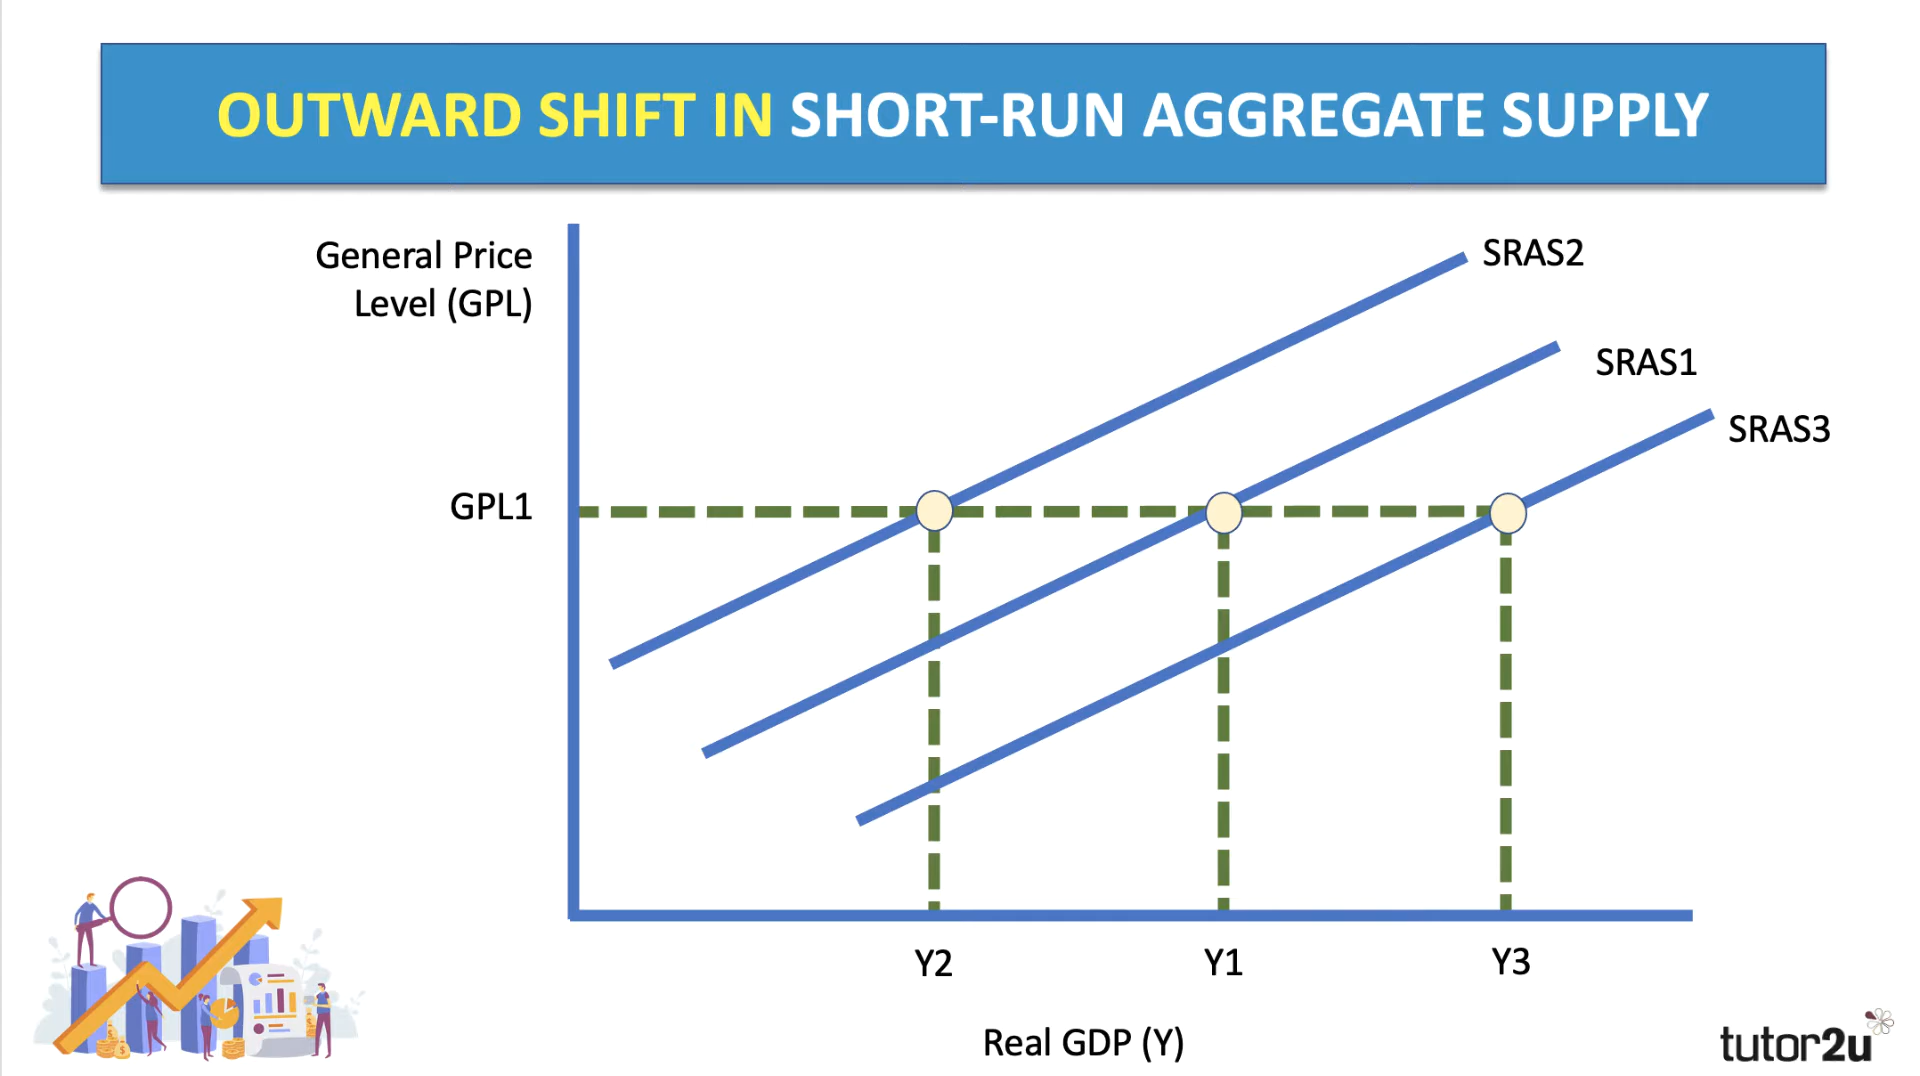 OUTWARD SHIFT IN SHORT-RUN AGGREGATE SUPPLY
General Price
Level (GPL)
SRAS2
SRAS1
SRAS3
GPL1
Y2
Y1
Y3
Real GDP (Y)
tutor2u